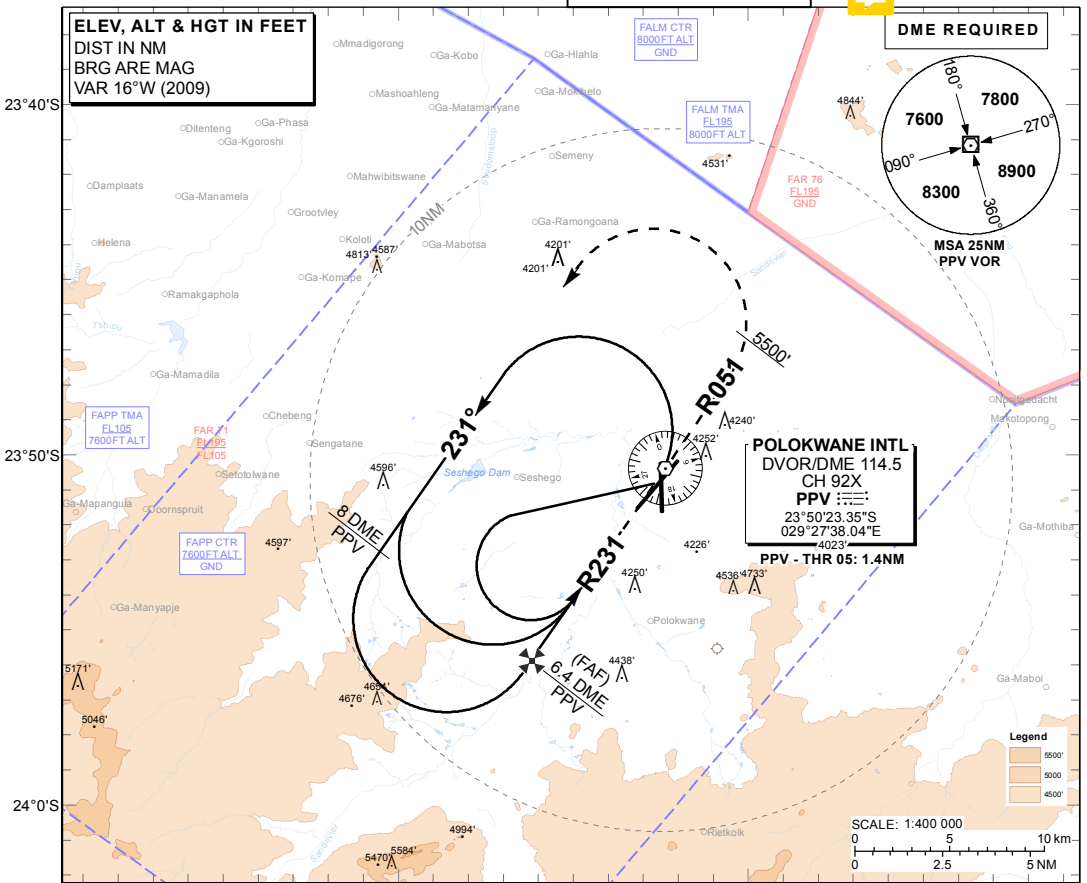 ELEV, ALT & HGT IN FEET
DIST IN NM
BRG ARE MAG
VAR 16°W (2009)
FALM CTR
8000FT ALT
GND
DME REQUIRED
180°
7800
7600
270°
090°
8900
8300
360°
MSA 25NM
PPV VOR
23°40'S
23°50'S
24°0'S
Mmadigorong
Ga-Kobo
Ga-Hlahla
Mashoahleng
Ga-Matamanyane
Ga-Mokhelo
Ga-Phasa
Ditenteng
Ga-Kgoroshi
FALM TMA
FL195
8000FT ALT
4844'
4531'
Semeny
Damplaats
Mahwibitswane
Ga-Manamela
FAR 76
FL195
GND
Grootvley
10NM
Ga-Ramongoana
Helena
Koloti
4587'
4813'
Ga-Mabotsa
4201'
4201'
Sandrivier
Ga-Komape
Ramakgaphola
Tshipu
5500'
R051
Ga-Mamadila
231°
Nooitgedacht
Makotopong
FAPP TMA
FL105
7600FT ALT
Chebeng
FL195
FL105
Sengatane
4240'
4252'
POLOKWANE INTL
DVOR/DME 114.5
CH 92X
PPV
23°50'23.35"S
029°27'38.04"E
4023'
PPV - THR 05: 1.4NM
Setotolwane
4596'
Seshego Dam
Seshego
Ga-Mapangula
Doornspruit
8 DME
PPV
Ga-Mothiba
FAPP CTR
7600FT ALT
GND
4597'
R231
4226'
4250'
4536'
4733'
Ga-Manyapje
Polokwane
(FAF)
6.4 DME
PPV
4438'
5171'
5046'
4676'
Ga-Maboi
Legend
5500'
5000
4500'
Sandrivier
4994'
5470'
5584'
Rietkolk
SCALE: 1:400 000
0
5
10 km
0
2.5
5 NM